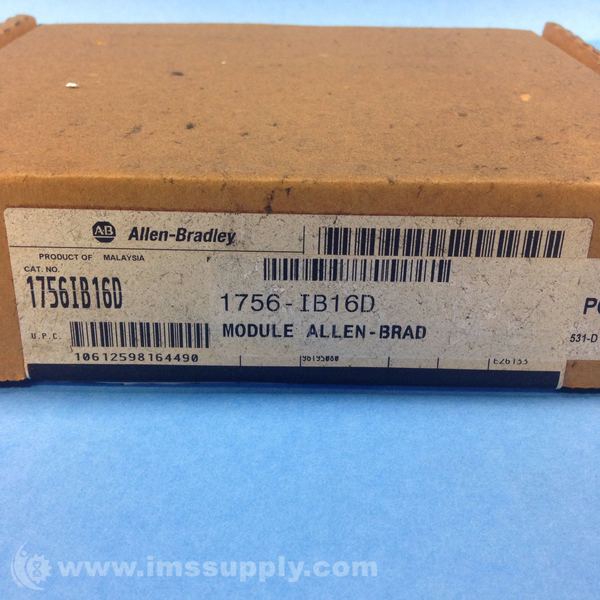 AB Allen-Bradley
PRODUCT OF MALAYSIA
CAT. NO.
1756IB16D
1756-IB16D
MODULE ALLEN-BRAD
U.P.C.
10612598164490
531-D
www.imssupply.com